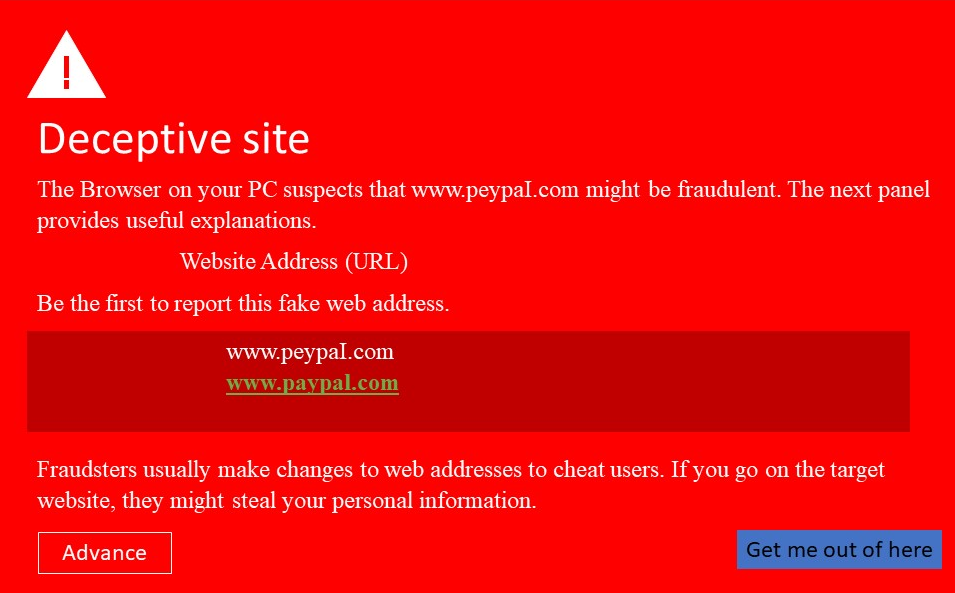 !
Deceptive site
The Browser on your PC suspects that www.peypaI.com might be fraudulent. The next panel
provides useful explanations.
Website Address (URL)
Be the first to report this fake web address.
www.peypaI.com
www.paypal.com
Fraudsters usually make changes to web addresses to cheat users. If you go on the target
website, they might steal your personal information.
Advance
Get me out of here